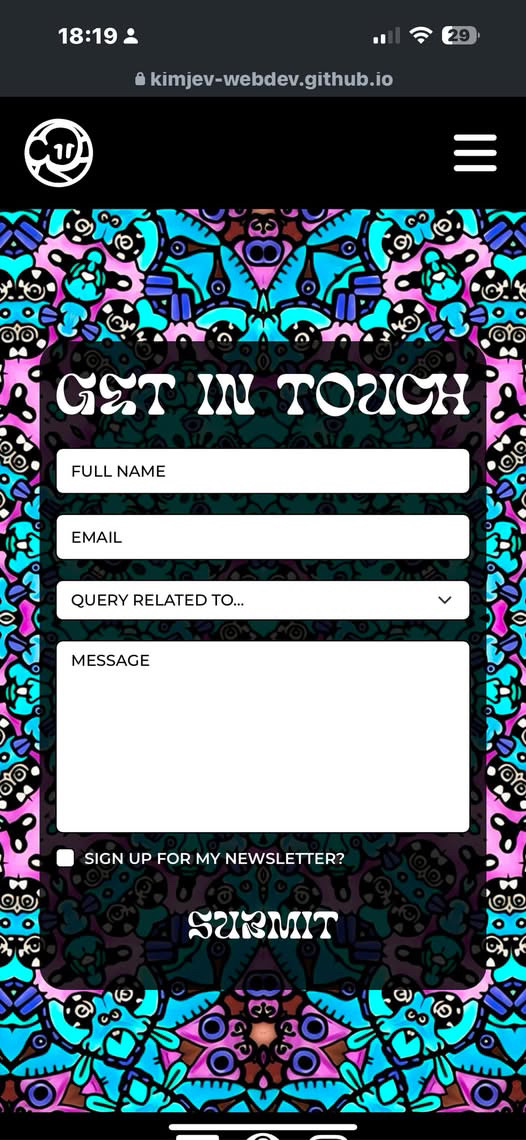 18:19
29
kimjev-webdev.github.io
GET IN TOUCH
FULL NAME
EMAIL
QUERY RELATED TO...
MESSAGE
SIGN UP FOR MY NEWSLETTER?
SUBMIT